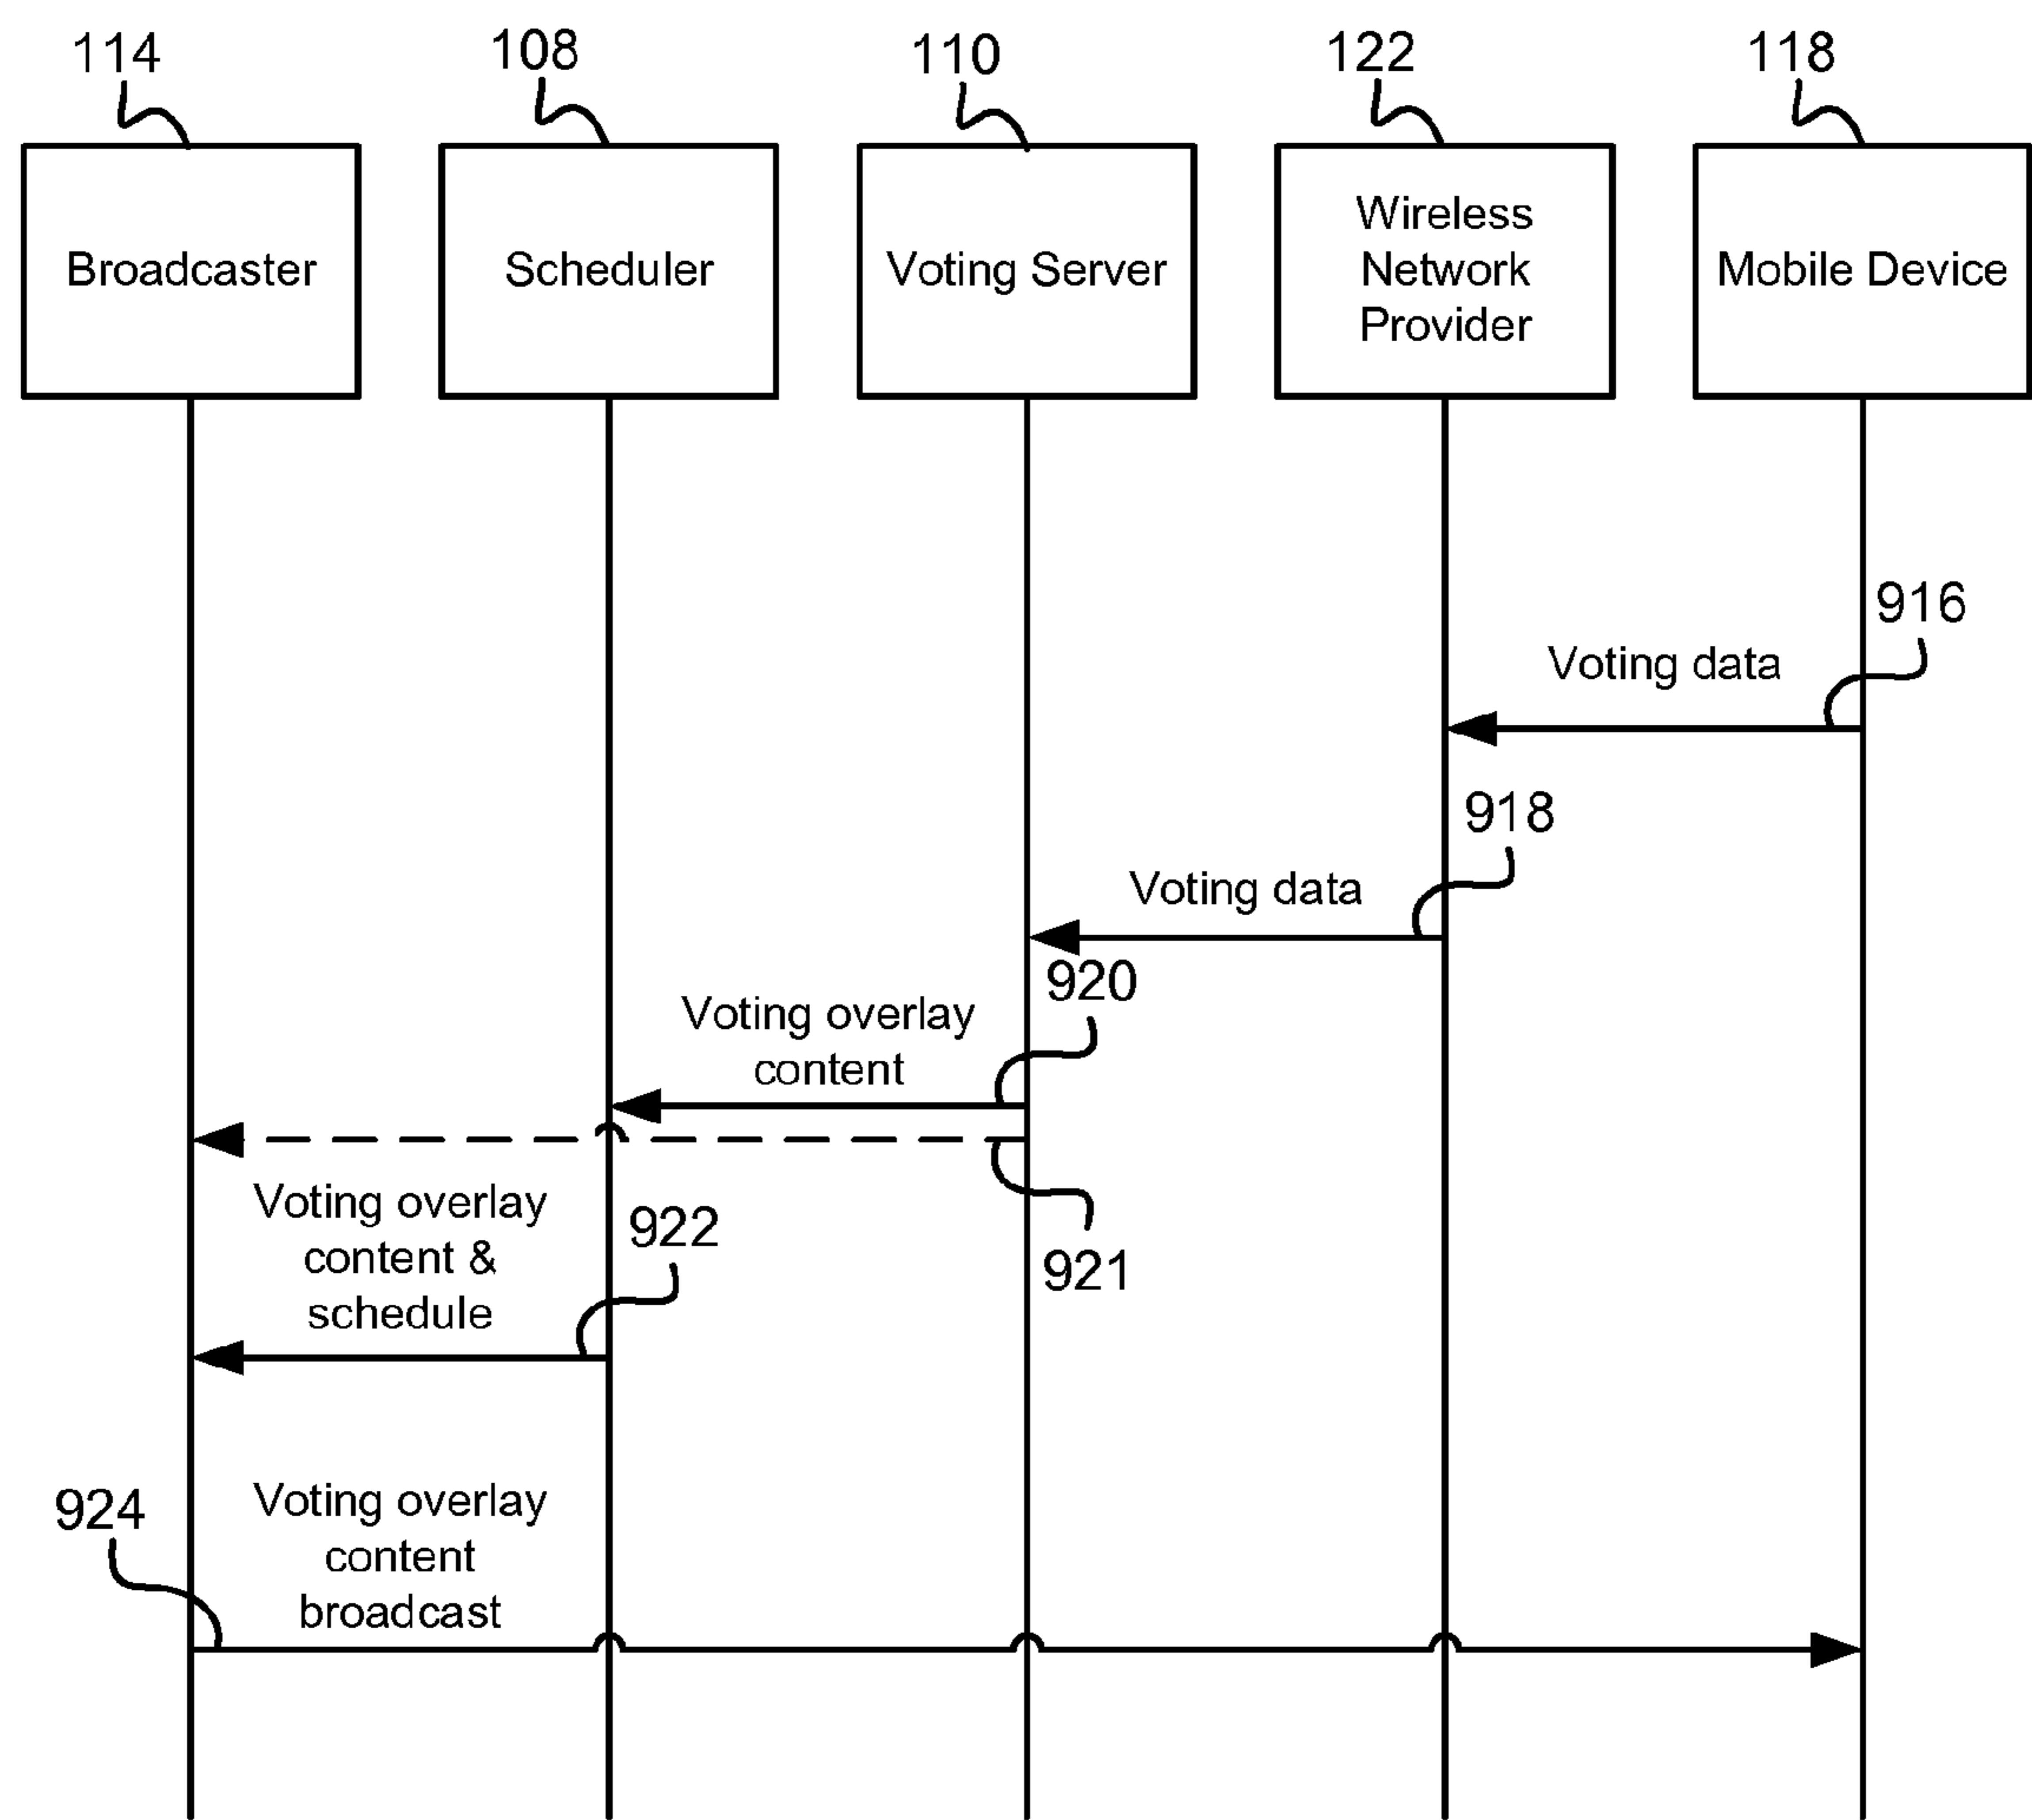 114
108
110
122
118
Broadcaster
Scheduler
Voting Server
Wireless
Network
Provider
Mobile Device
916
Voting data
918
Voting data
920
Voting overlay
content
921
Voting overlay
content &
schedule
922
924
Voting overlay
content
broadcast